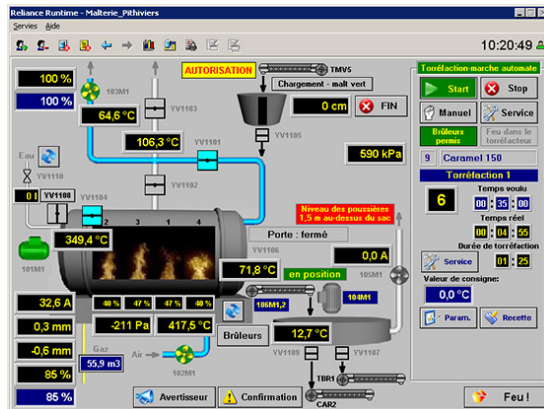 Reliance Runtime - Malterie_Pithiviers
Servies Aide
10:20:49
100 %
100 %
103M1
64,6 °C
YV1103
106,3 °C
YV1101
AUTORISATION
TMV5
Chargement - malt vert
0 cm
FIN
YV1105
590 kPa
Eau
YV1110
0 l
YV1108
YV1104
YV1102
349,4 °C
2 3 1 4
101M1
Niveau des poussières
1,5 m au-dessus du sac
Porte : fermé
YV1106
71,8 °C
0,0 A
105M1
en position
106M1,2
104M1
32,6 A
40 % 47 % 47 % 40 %
0,3 mm
-211 Pa
417,5 °C
Brûleurs
12,7 °C
-0,6 mm
Gaz
55,9 m3
Air
102M1
YV1109
YV1107
85 %
85 %
TBR1
CAR2
Avertisseur
Confirmation
Feu !
Torréfaction-marche automate
Start
Stop
Manuel
Service
Brûleurs
permis
Feu dans le
torréfacteur
9 Caramel 150
Torréfaction 1
6
Temps voulu
00 : 35 : 00
Temps réel
00 : 04 : 55
Durée de torréfaction
01 : 25
Service
Valeur de consigne:
0,0 °C
Param.
Recette